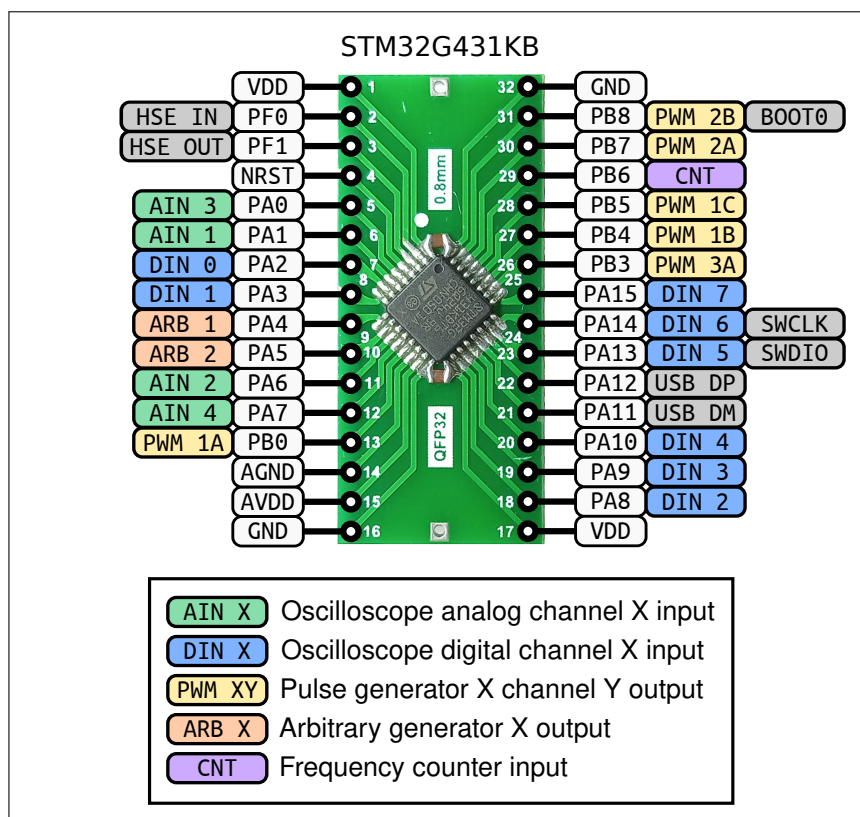 STM32G431KB
VDD 1 32 GND
HSE IN PF0 2 31 PB8 PWM 2B BOOT0
HSE OUT PF1 3 30 PB7 PWM 2A
NRST 4 29 PB6 CNT
AIN 3 PA0 5 28 PB5 PWM 1C
AIN 1 PA1 6 27 PB4 PWM 1B
DIN 0 PA2 7 26 PB3 PWM 3A
DIN 1 PA3 8 25 PA15 DIN 7
ARB 1 PA4 9 24 PA14 DIN 6 SWCLK
ARB 2 PA5 10 23 PA13 DIN 5 SWDIO
AIN 2 PA6 11 22 PA12 USB DP
AIN 4 PA7 12 21 PA11 USB DM
PWM 1A PB0 13 20 PA10 DIN 4
AGND 14 19 PA9 DIN 3
AVDD 15 18 PA8 DIN 2
GND 16 17 VDD
0.8mm
QFP32
AIN X Oscilloscope analog channel X input
DIN X Oscilloscope digital channel X input
PWM XY Pulse generator X channel Y output
ARB X Arbitrary generator X output
CNT Frequency counter input